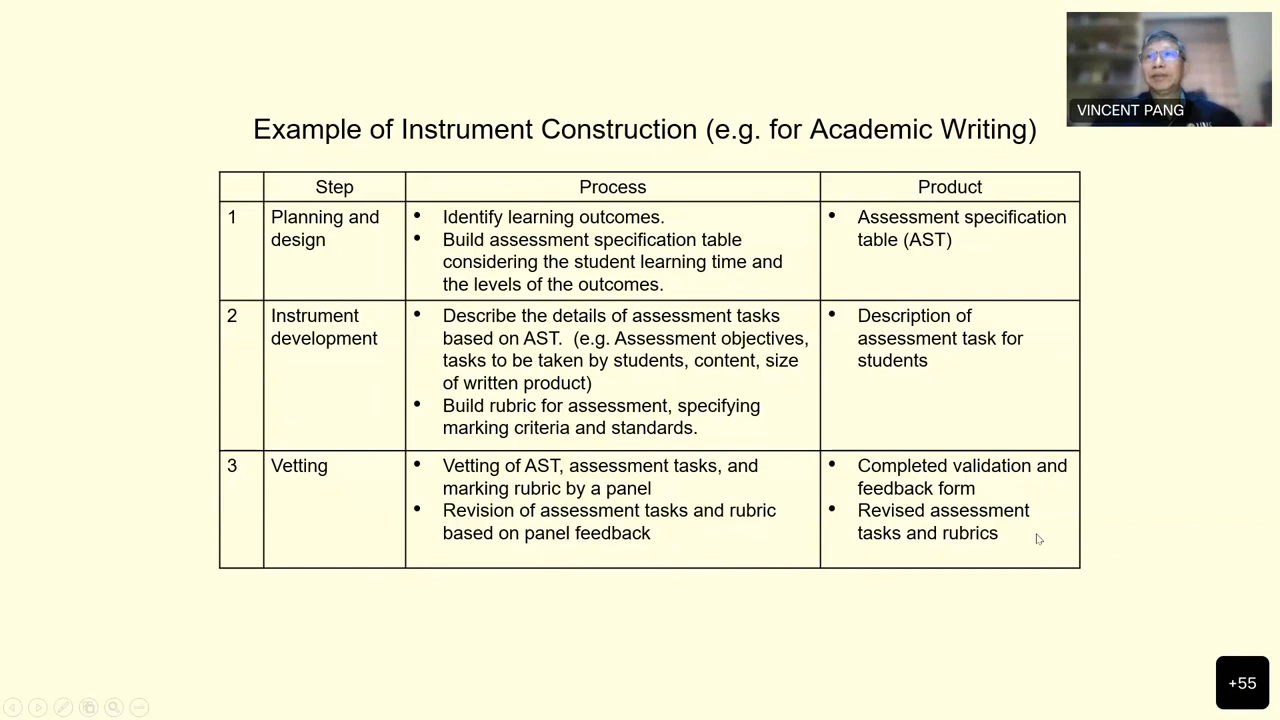 VINCENT PANG
Example of Instrument Construction (e.g. for Academic Writing)
Step
Process
Product
1
Planning and
design
• Identify learning outcomes.
• Build assessment specification table
considering the student learning time and
the levels of the outcomes.
• Assessment specification
table (AST)
2
Instrument
development
• Describe the details of assessment tasks
based on AST. (e.g. Assessment objectives,
tasks to be taken by students, content, size
of written product)
• Build rubric for assessment, specifying
marking criteria and standards.
• Description of
assessment task for
students
3
Vetting
• Vetting of AST, assessment tasks, and
marking rubric by a panel
• Revision of assessment tasks and rubric
based on panel feedback
• Completed validation and
feedback form
• Revised assessment
tasks and rubrics
+55